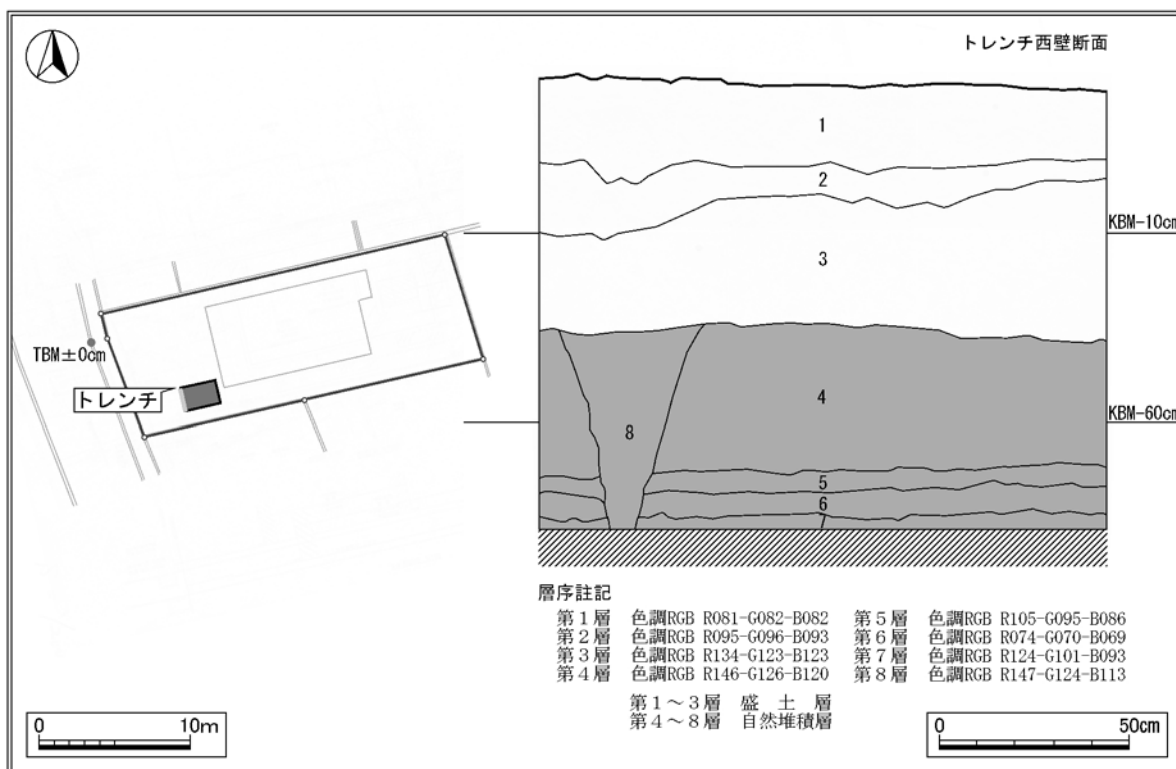 トレンチ西壁断面
1
2
KBM-10cm
3
TBM±0cm
トレンチ
4
KBM-60cm
8
5
6
層序註記
第1層 色調RGB R081-G082-B082 第5層 色調RGB R105-G095-B086
第2層 色調RGB R095-G096-B093 第6層 色調RGB R074-G070-B069
第3層 色調RGB R134-G123-B123 第7層 色調RGB R124-G101-B093
第4層 色調RGB R146-G126-B120 第8層 色調RGB R147-G124-B113
第1~3層 盛 土 層
第4~8層 自然堆積層
0 10m
0 50cm